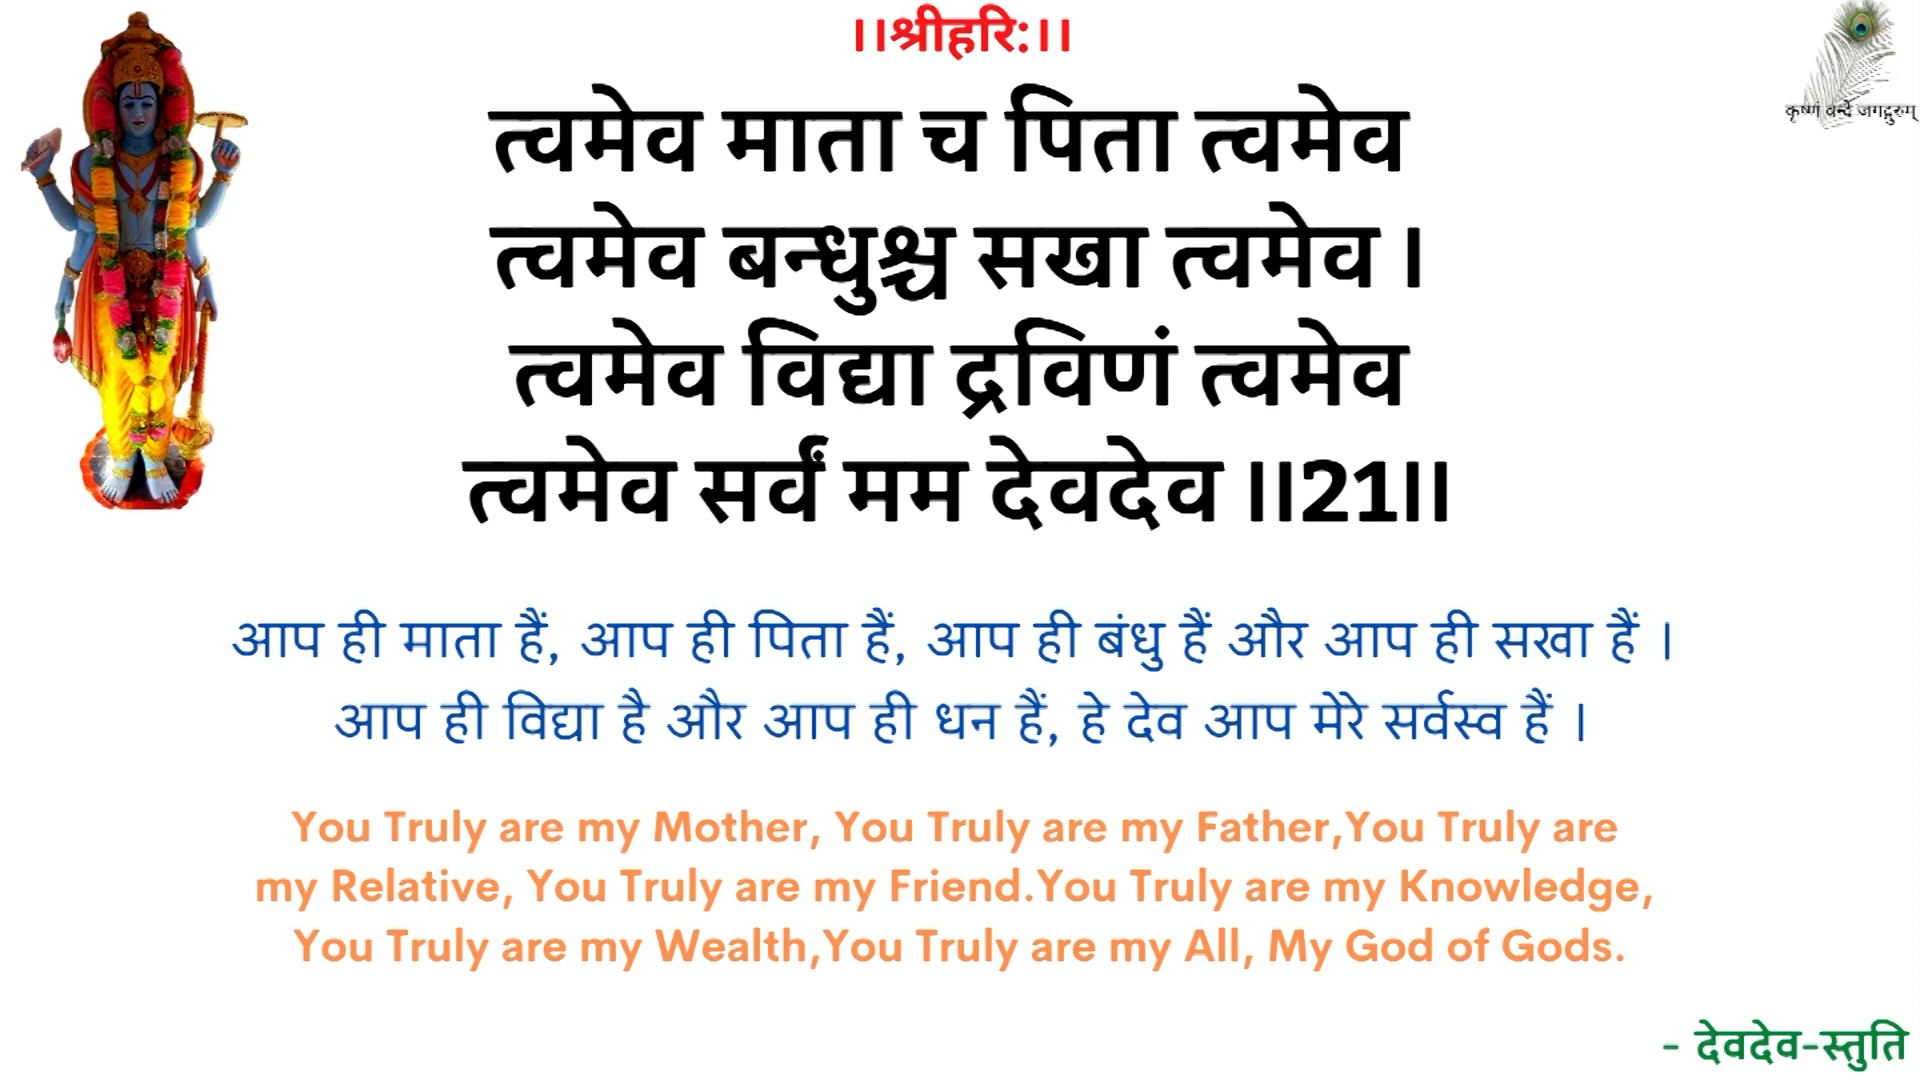 ।।श्रीहरि:।।
कृष्णं वन्दे जगद्गुरुम्
त्वमेव माता च पिता त्वमेव
त्वमेव बन्धुश्च सखा त्वमेव ।
त्वमेव विद्या द्रविणं त्वमेव
त्वमेव सर्वं मम देवदेव ।।21।।
आप ही माता हैं, आप ही पिता हैं, आप ही बंधु हैं और आप ही सखा हैं ।
आप ही विद्या है और आप ही धन हैं, हे देव आप मेरे सर्वस्व हैं ।
You Truly are my Mother, You Truly are my Father,You Truly are
my Relative, You Truly are my Friend.You Truly are my Knowledge,
You Truly are my Wealth,You Truly are my All, My God of Gods.
- देवदेव-स्तुति